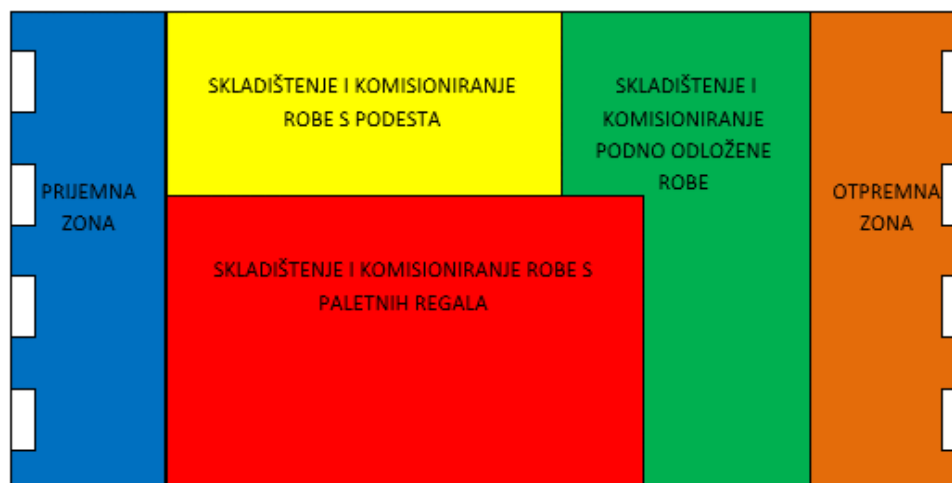 PRIJEMNA
ZONA
SKLADIŠTENJE I KOMISIONIRANJE
ROBE S PODESTA
SKLADIŠTENJE I
KOMISIONIRANJE
PODNO ODLOŽENE
ROBE
OTPREMNA
ZONA
SKLADIŠTENJE I KOMISIONIRANJE ROBE S
PALETNIH REGALA